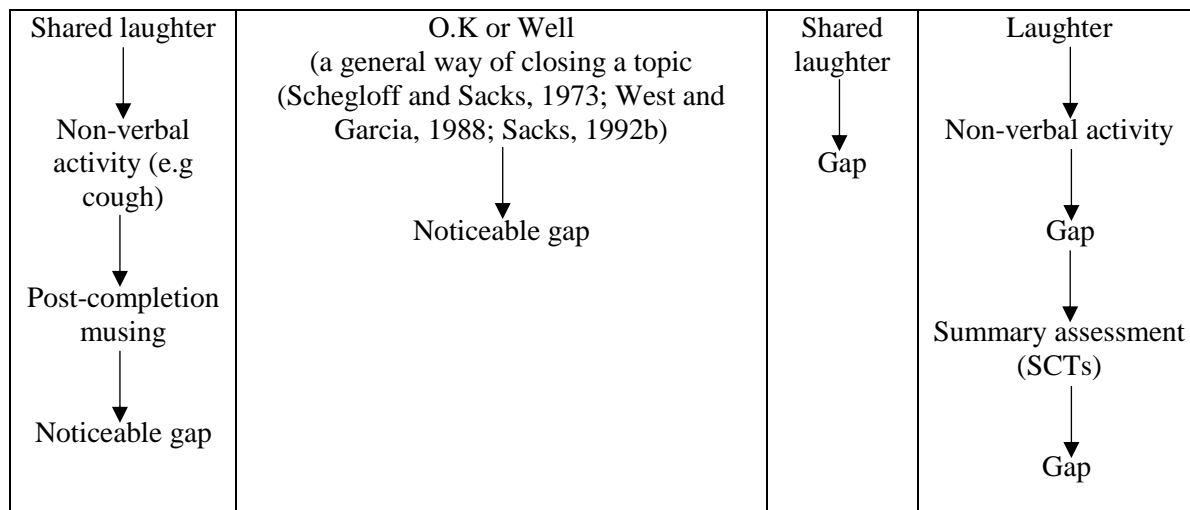 Shared laughter
Non-verbal
activity (e.g
cough)
Post-completion
musing
Noticeable gap
O.K or Well
(a general way of closing a topic
(Schegloff and Sacks, 1973; West and
Garcia, 1988; Sacks, 1992b)
Noticeable gap
Shared
laughter
Gap
Laughter
Non-verbal activity
Gap
Summary assessment
(SCTs)
Gap